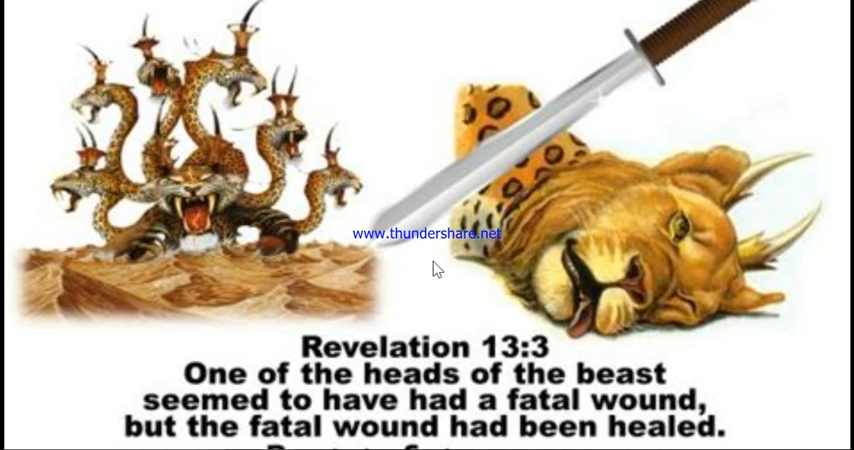 www.thundershare.net
Revelation 13:3
One of the heads of the beast
seemed to have had a fatal wound,
but the fatal wound had been healed.